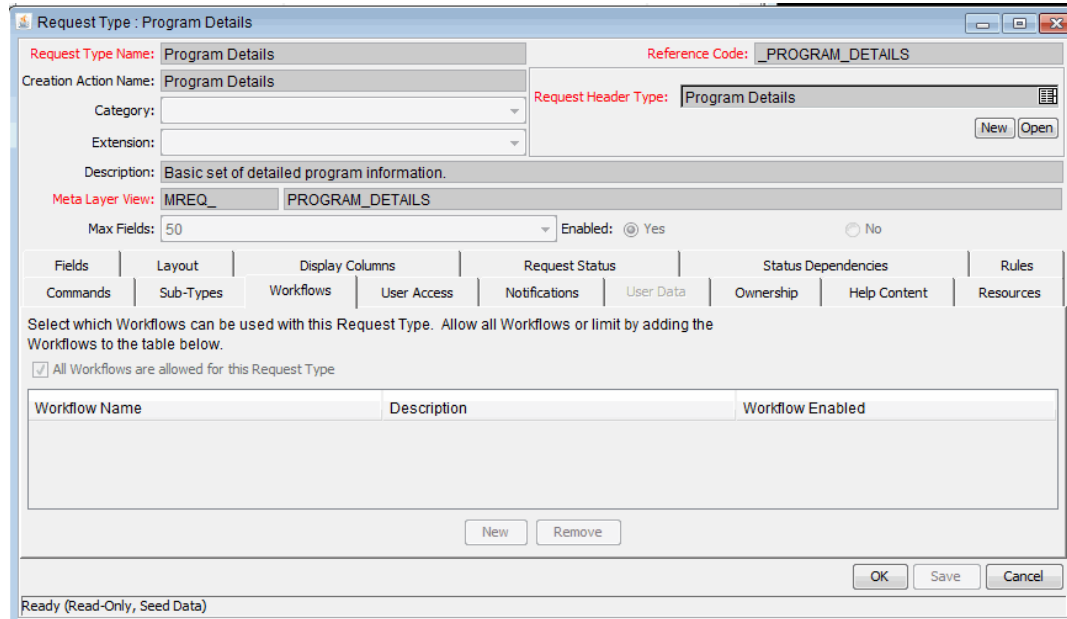 Request Type : Program Details
Request Type Name: Program Details
Reference Code: _PROGRAM_DETAILS
Creation Action Name: Program Details
Request Header Type: Program Details
Category:
New Open
Extension:
Description: Basic set of detailed program information.
Meta Layer View: MREQ_ PROGRAM_DETAILS
Max Fields: 50 Enabled: Yes No
Fields Layout Display Columns Request Status Status Dependencies Rules
Commands Sub-Types Workflows User Access Notifications User Data Ownership Help Content Resources
Select which Workflows can be used with this Request Type. Allow all Workflows or limit by adding the
Workflows to the table below.
All Workflows are allowed for this Request Type
Workflow Name Description Workflow Enabled
New Remove
OK Save Cancel
Ready (Read-Only, Seed Data)